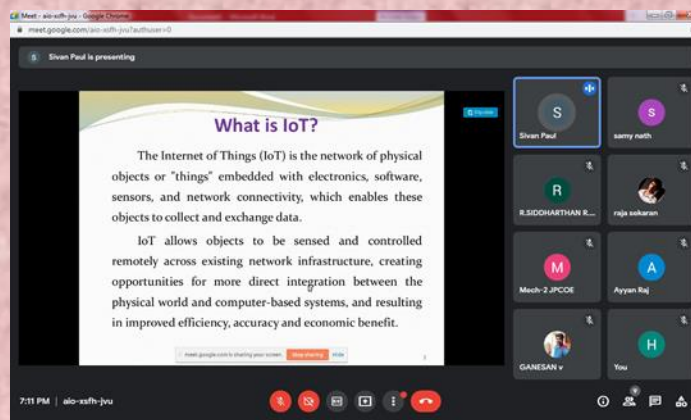 Meet - aio-xsfh-jvu - Google Chrome
meet.google.com/aio-xsfh-jvu?authuser=0
S Sivan Paul is presenting
What is IoT?
The Internet of Things (IoT) is the network of physical
objects or "things" embedded with electronics, software,
sensors, and network connectivity, which enables these
objects to collect and exchange data.
IoT allows objects to be sensed and controlled
remotely across existing network infrastructure, creating
opportunities for more direct integration between the
physical world and computer-based systems, and resulting
in improved efficiency, accuracy and economic benefit.
meet.google.com is sharing your screen. Stop sharing Hide
S
Sivan Paul
S
samy nath
R
R.SIDDHARTHAN R....
raja sekaran
M
Mech-2 JPCOE
A
Ayyan Raj
GANESAN v
H
You
7:11 PM | aio-xsfh-jvu